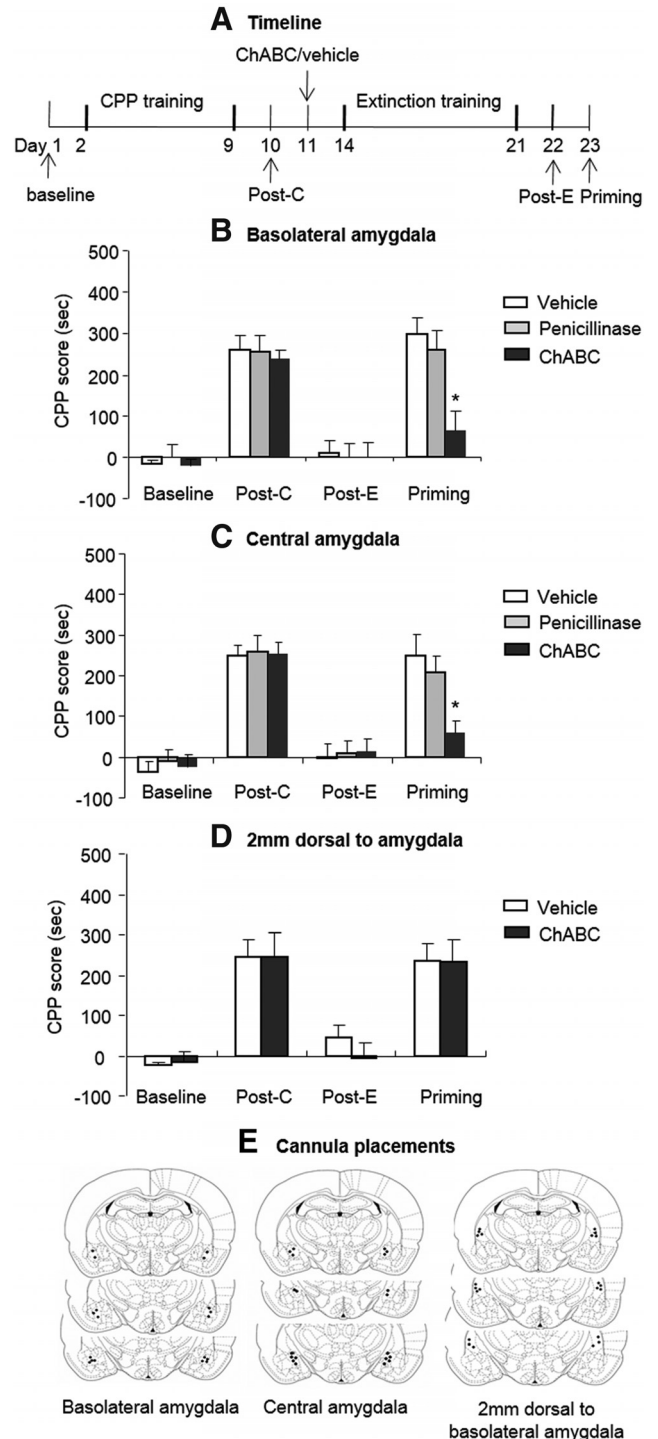 A Timeline
ChABC/vehicle
CPP training Extinction training
Day 1 2 9 10 11 14 21 22 23
baseline Post-C Post-E Priming
B Basolateral amygdala
CPP score (sec)
500
400
300
200
100
0
-100
Baseline Post-C Post-E Priming
*
Vehicle
Penicillinase
ChABC
C Central amygdala
CPP score (sec)
500
400
300
200
100
0
-100
Baseline Post-C Post-E Priming
*
Vehicle
Penicillinase
ChABC
D 2mm dorsal to amygdala
CPP score (sec)
500
400
300
200
100
0
-100
Baseline Post-C Post-E Priming
Vehicle
ChABC
E Cannula placements
Basolateral amygdala
Central amygdala
2mm dorsal to
basolateral amygdala